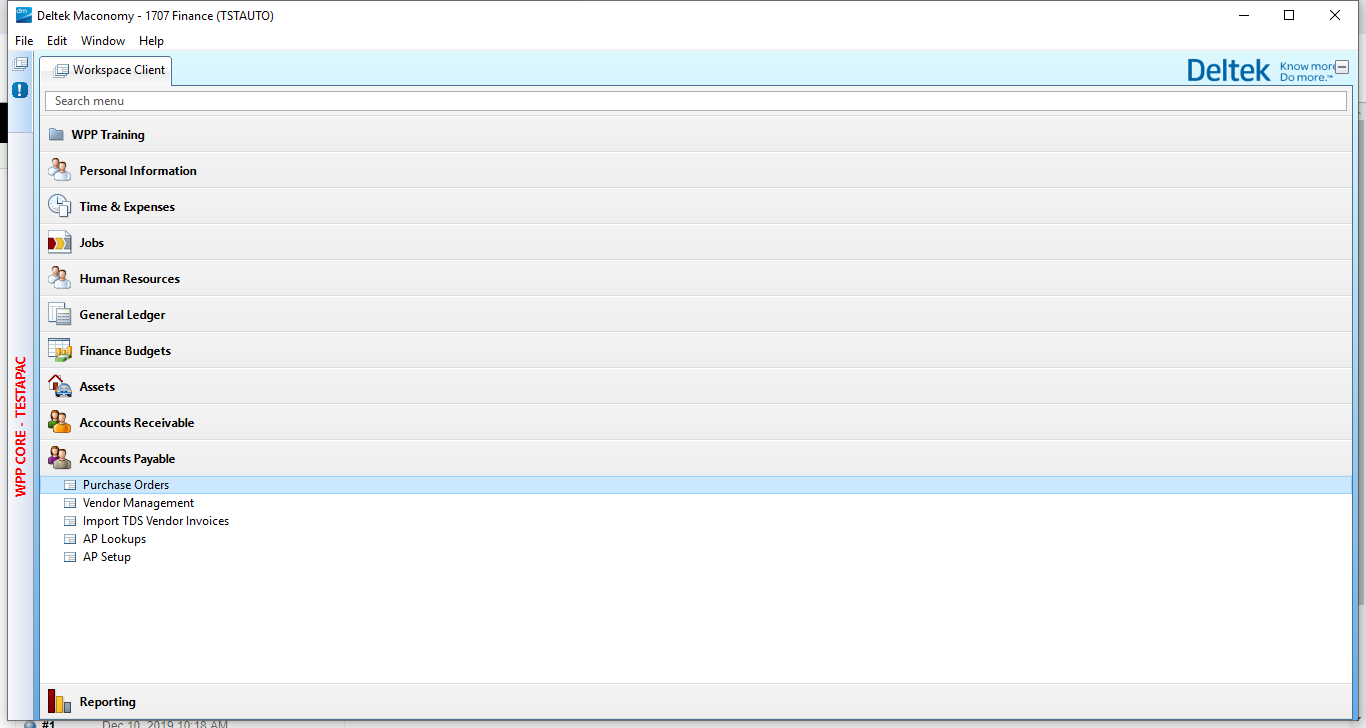 Deltek Maconomy - 1707 Finance (TSTAUTO)
File Edit Window Help
Workspace Client
Deltek Know more
Do more.™
Search menu
WPP Training
Personal Information
Time & Expenses
Jobs
Human Resources
General Ledger
Finance Budgets
Assets
Accounts Receivable
Accounts Payable
Purchase Orders
Vendor Management
Import TDS Vendor Invoices
AP Lookups
AP Setup
Reporting
WPP CORE - TESTAPAC
#1 Dec 10, 2019 10:18 AM